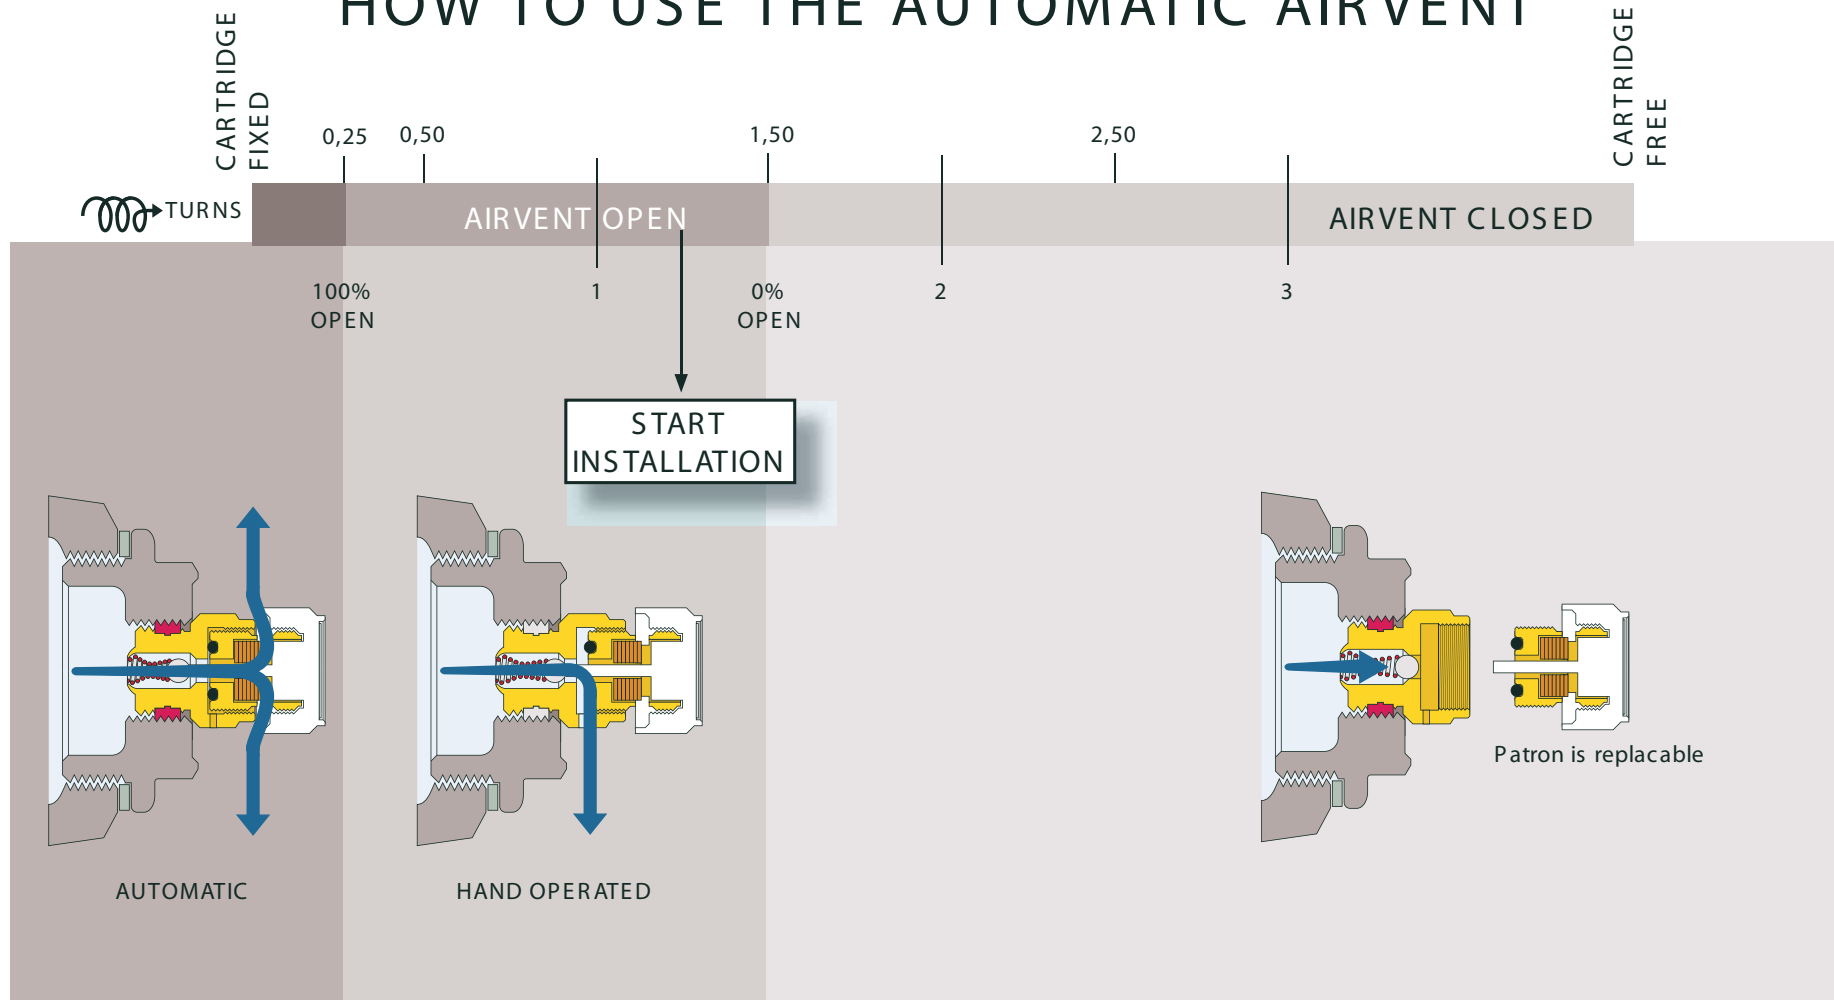 HOW TO USE THE AUTOMATIC AIRVENT
CARTRIDGE
FIXED
CARTRIDGE
FREE
0,25
0,50
1,50
2,50
TURNS
AIRVENT OPEN
AIRVENT CLOSED
100%
OPEN
1
0%
OPEN
2
3
START
INSTALLATION
Patron is replacable
AUTOMATIC
HAND OPERATED